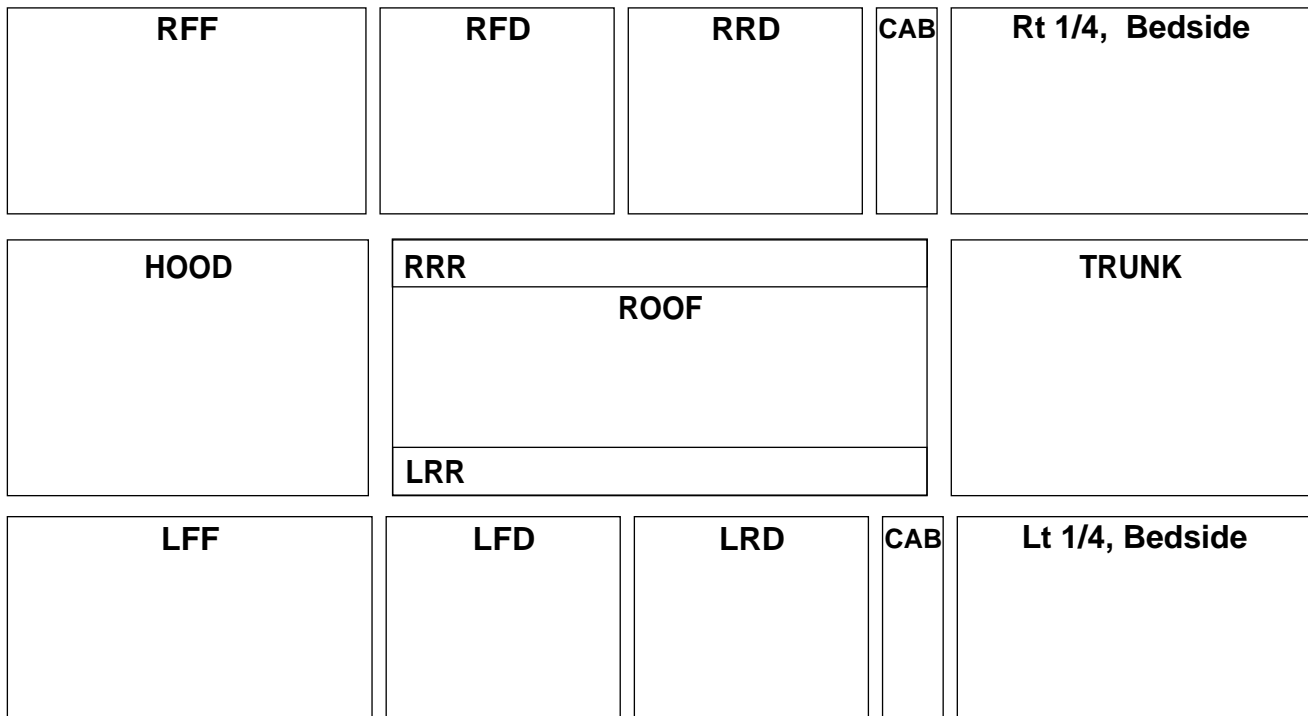 RFF
RFD
RRD
CAB
Rt 1/4,  Bedside
HOOD
RRR
ROOF
LRR
TRUNK
LFF
LFD
LRD
CAB
Lt 1/4, Bedside